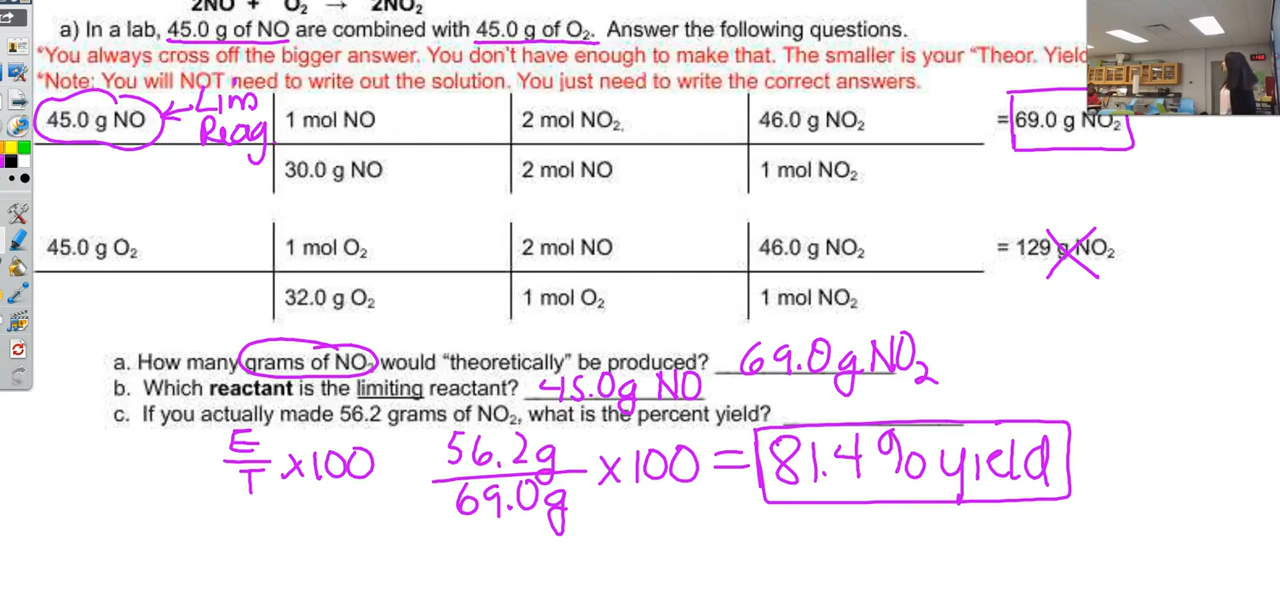 2NO + O₂ → 2NO₂
a) In a lab, 45.0 g of NO are combined with 45.0 g of O₂. Answer the following questions.
*You always cross off the bigger answer. You don't have enough to make that. The smaller is your "Theor. Yield
*Note: You will NOT need to write out the solution. You just need to write the correct answers.
Lim
Reag
45.0 g NO 1 mol NO 2 mol NO₂ 46.0 g NO₂ = 69.0 g NO₂
30.0 g NO 2 mol NO 1 mol NO₂
45.0 g O₂ 1 mol O₂ 2 mol NO 46.0 g NO₂ = 129 g NO₂
32.0 g O₂ 1 mol O₂ 1 mol NO₂
a. How many grams of NO₂ would "theoretically" be produced? 69.0g NO₂
b. Which reactant is the limiting reactant? 45.0g NO
c. If you actually made 56.2 grams of NO₂, what is the percent yield?
E/T × 100 56.2g/69.0g × 100 = 81.4% yield